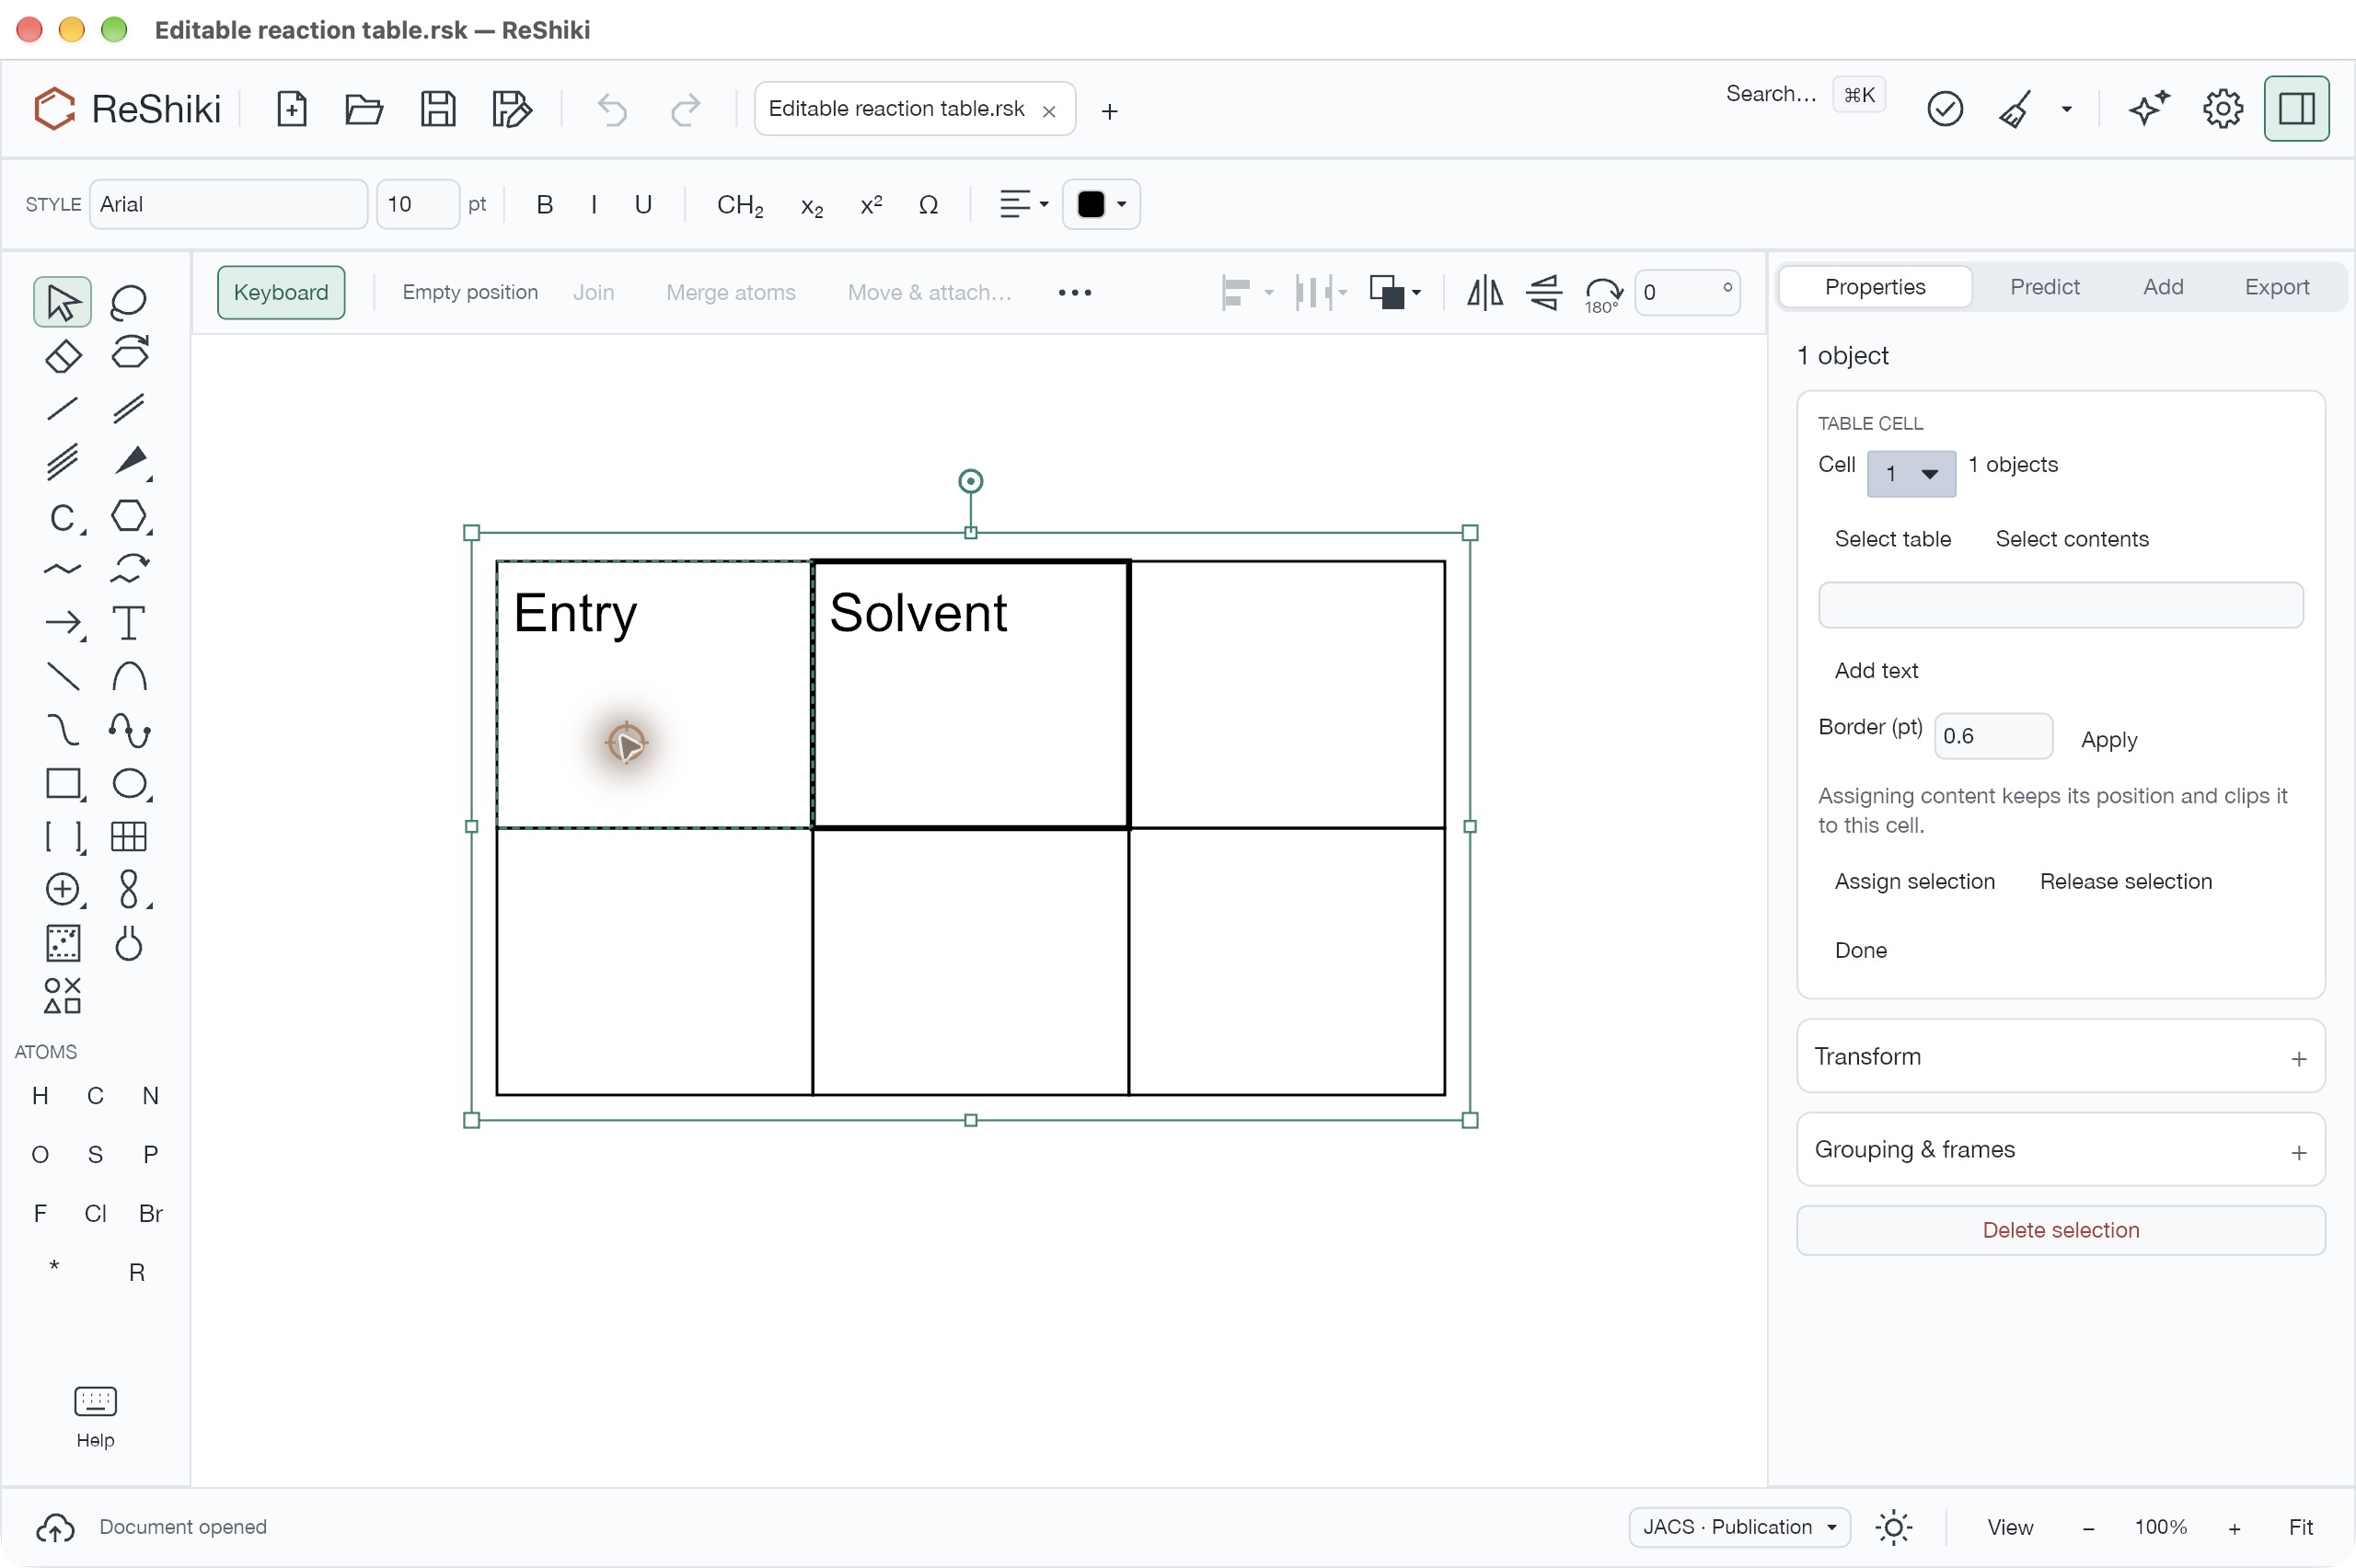 Editable reaction table.rsk — ReShiki
ReShiki
Editable reaction table.rsk × +
Search… ⌘K
STYLE Arial 10 pt B I U CH₂ x₂ x² Ω
Keyboard Empty position Join Merge atoms Move & attach… ••• 180° 0 °
Properties Predict Add Export
1 object
TABLE CELL
Cell 1 1 objects
Select table Select contents
Add text
Border (pt) 0.6 Apply
Assigning content keeps its position and clips it
to this cell.
Assign selection Release selection
Done
Transform +
Grouping & frames +
Delete selection
Entry Solvent
C
T
[ ]
ATOMS
H C N
O S P
F Cl Br
* R
Help
Document opened
JACS · Publication View − 100% + Fit